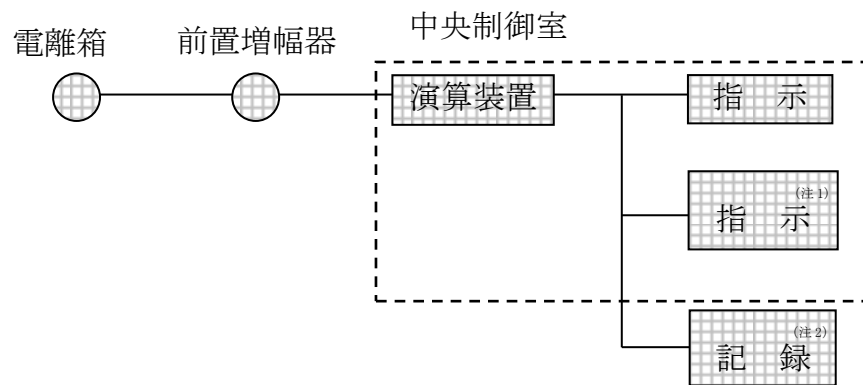 中央制御室
電離箱
前置増幅器
演算装置
指 示
(注1)
指 示
(注2)
記 録